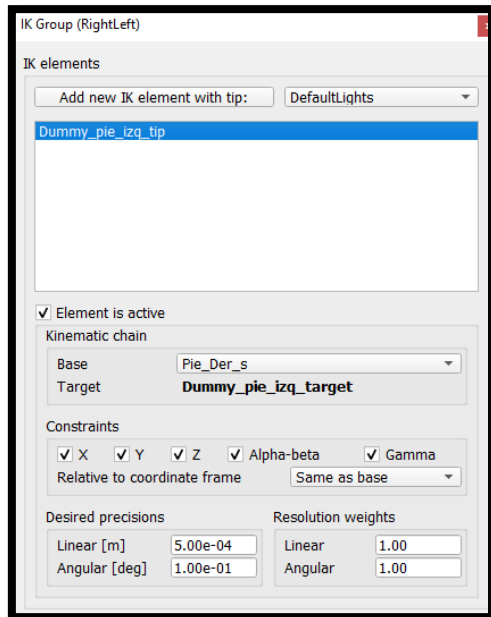 IK Group (RightLeft)
IK elements
Add new IK element with tip: DefaultLights
Dummy_pie_izq_tip
Element is active
Kinematic chain
Base Pie_Der_s
Target Dummy_pie_izq_target
Constraints
X Y Z Alpha-beta Gamma
Relative to coordinate frame Same as base
Desired precisions Resolution weights
Linear [m] 5.00e-04 Linear 1.00
Angular [deg] 1.00e-01 Angular 1.00